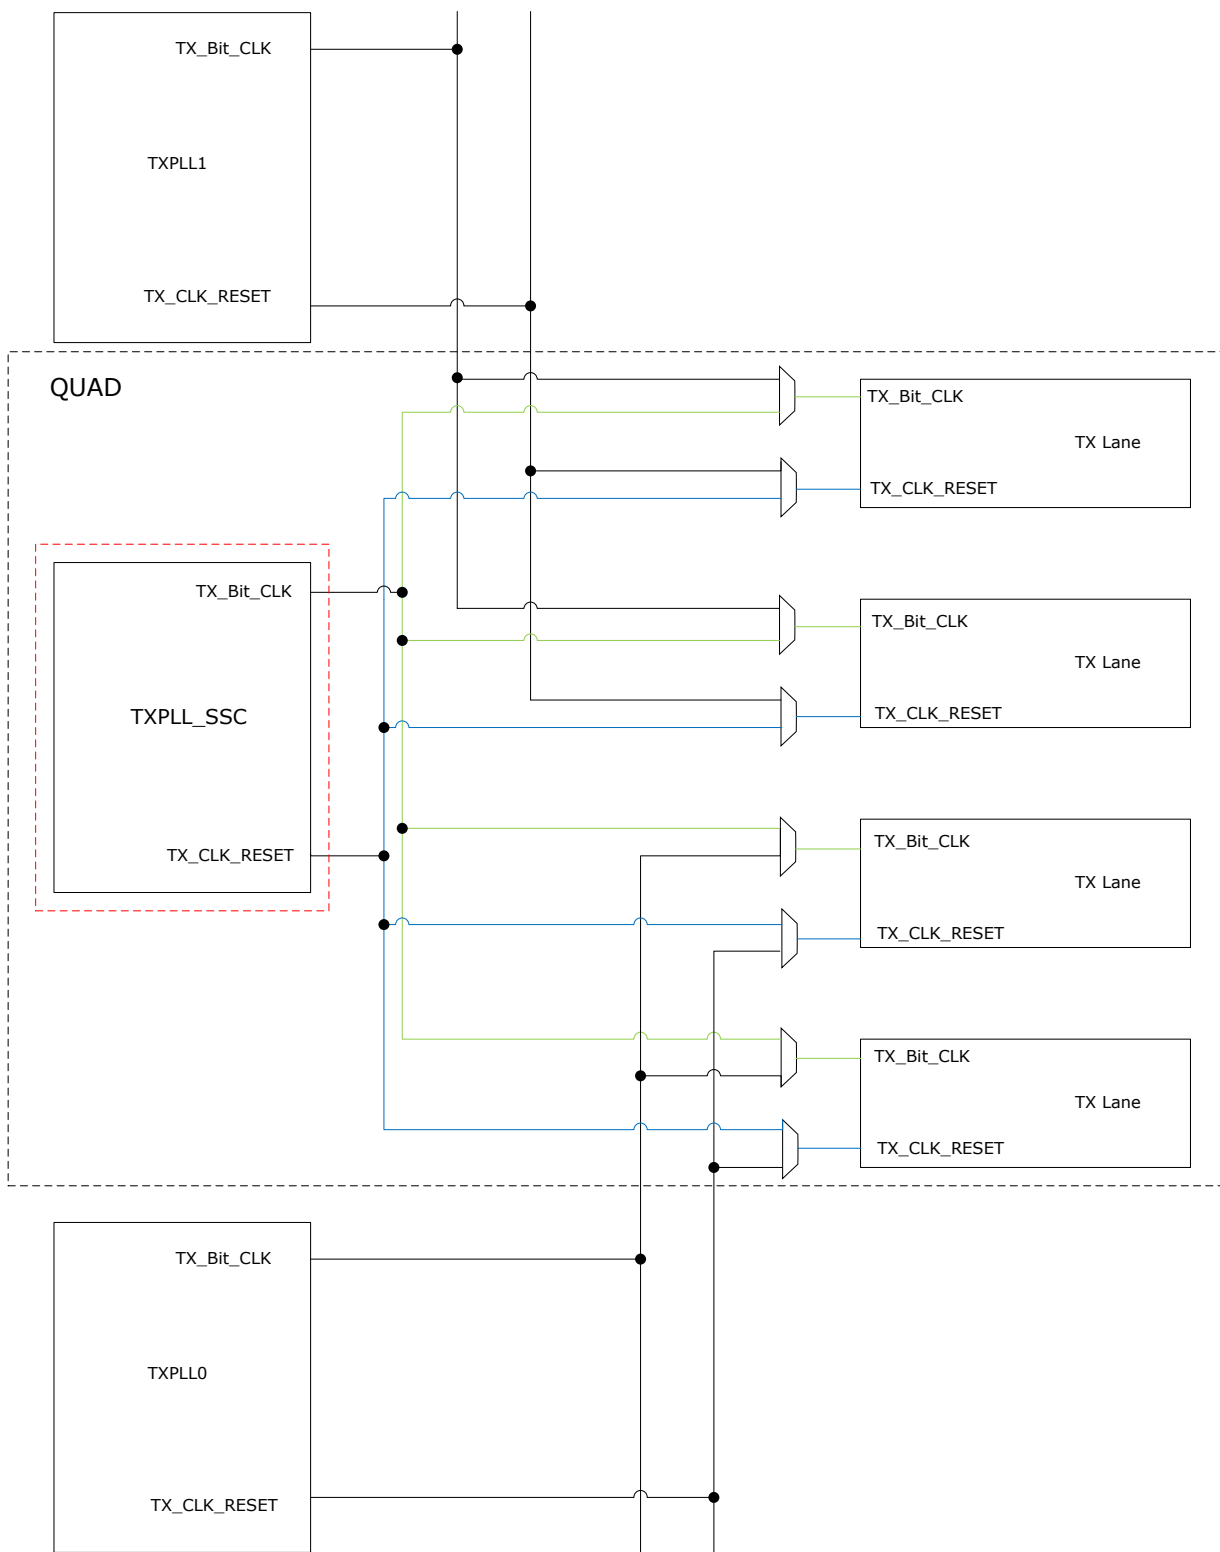 TX_Bit_CLK
TXPLL1
TX_CLK_RESET
QUAD
TX_Bit_CLK
TX Lane
TX_CLK_RESET
TX_Bit_CLK
TXPLL_SSC
TX_CLK_RESET
TX_Bit_CLK
TX Lane
TX_CLK_RESET
TX_Bit_CLK
TX Lane
TX_CLK_RESET
TX_Bit_CLK
TX Lane
TX_CLK_RESET
TX_Bit_CLK
TXPLL0
TX_CLK_RESET